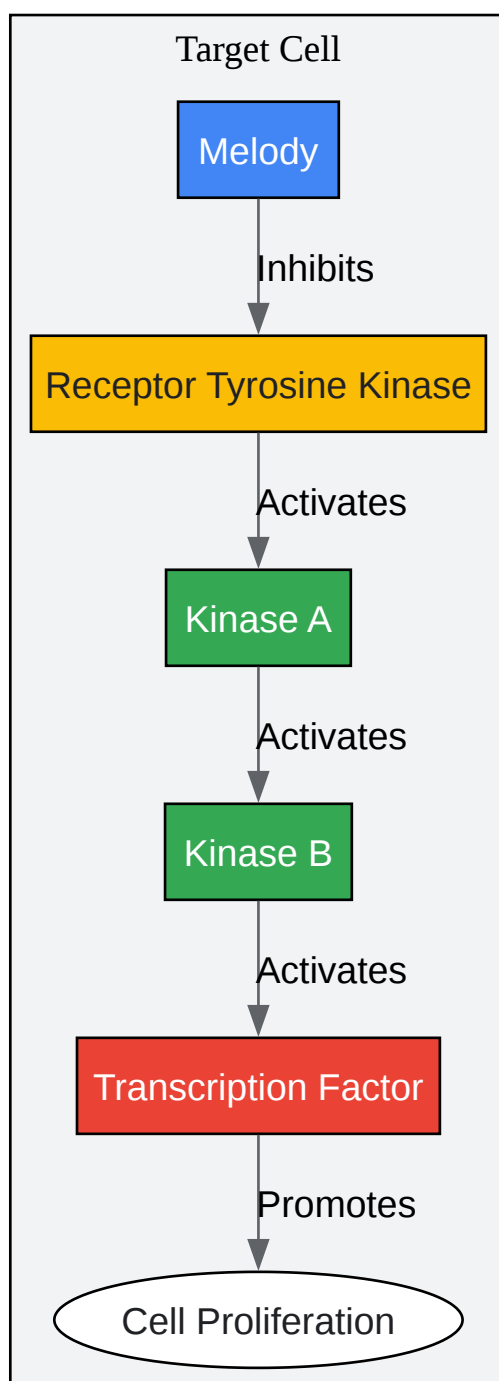 Target Cell
Melody
Inhibits
Receptor Tyrosine Kinase
Activates
Kinase A
Activates
Kinase B
Activates
Transcription Factor
Promotes
Cell Proliferation